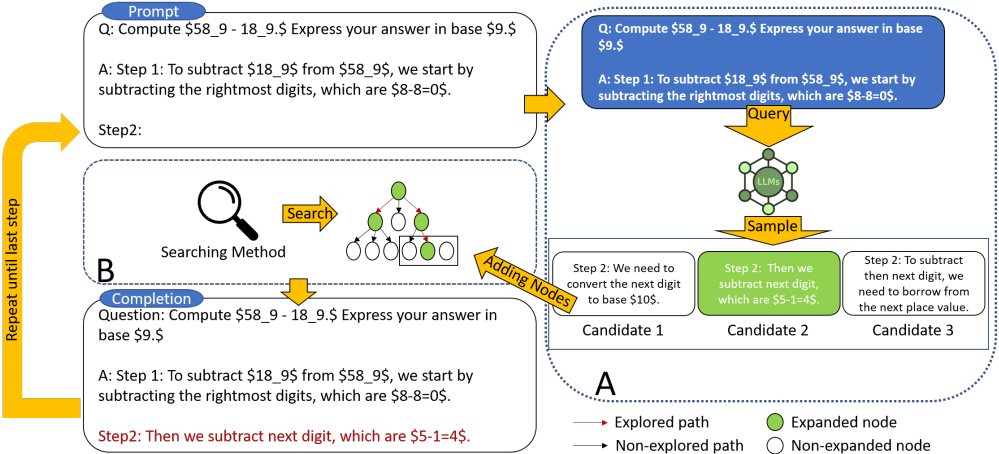 Prompt
Q: Compute $58_9 - 18_9.$ Express your answer in base $9.$
A: Step 1: To subtract $18_9$ from $58_9$, we start by
subtracting the rightmost digits, which are $8-8=0$.
Step2:
Repeat until last step
Searching Method
Search
B
Completion
Question: Compute $58_9 - 18_9.$ Express your answer in
base $9.$
A: Step 1: To subtract $18_9$ from $58_9$, we start by
subtracting the rightmost digits, which are $8-8=0$.
Step2: Then we subtract next digit, which are $5-1=4$.
Q: Compute $58_9 - 18_9.$ Express your answer in base
$9.$
A: Step 1: To subtract $18_9$ from $58_9$, we start by
subtracting the rightmost digits, which are $8-8=0$.
Query
LLMs
Sample
Adding Nodes
Step 2: We need to
convert the next digit
to base $10$.
Candidate 1
Step 2: Then we
subtract next digit,
which are $5-1=4$.
Candidate 2
Step 2: To subtract
then next digit, we
need to borrow from
the next place value.
Candidate 3
A
Explored path
Expanded node
Non-explored path
Non-expanded node